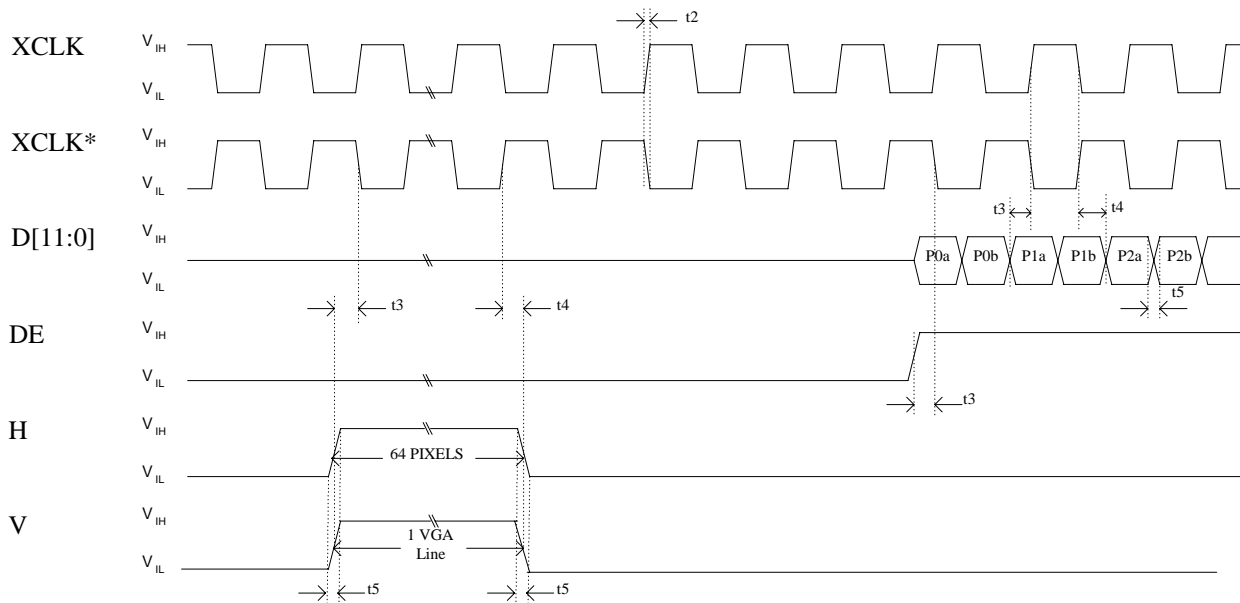 t2
XCLK
V IH
V IL
XCLK*
V IH
V IL
t3
t4
D[11:0]
V IH
V IL
P0a
P0b
P1a
P1b
P2a
P2b
t3
t4
t5
DE
V IH
V IL
t3
H
V IH
V IL
64 PIXELS
V
V IH
V IL
1 VGA
Line
t5
t5